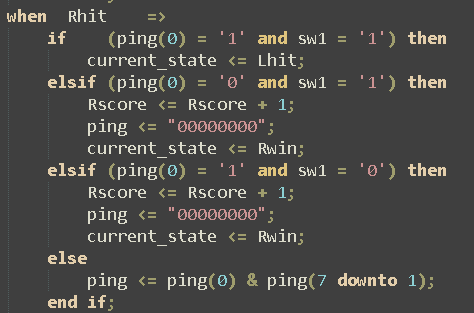 when  Rhit    =>
    if    (ping(0) = '1' and sw1 = '1') then
        current_state <= Lhit;
    elsif (ping(0) = '0' and sw1 = '1') then
        Rscore <= Rscore + 1;
        ping <= "00000000";
        current_state <= Rwin;
    elsif (ping(0) = '1' and sw1 = '0') then
        Rscore <= Rscore + 1;
        ping <= "00000000";
        current_state <= Rwin;
    else
        ping <= ping(0) & ping(7 downto 1);
    end if;